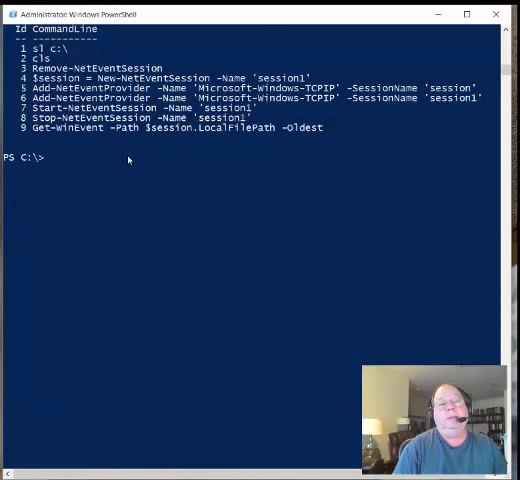 Administrator: Windows PowerShell
Id CommandLine
-- -----------
1 sl c:\
2 cls
3 Remove-NetEventSession
4 $session = New-NetEventSession -Name 'session1'
5 Add-NetEventProvider -Name 'Microsoft-Windows-TCPIP' -SessionName 'session'
6 Add-NetEventProvider -Name 'Microsoft-Windows-TCPIP' -SessionName 'session1'
7 Start-NetEventSession -Name 'session1'
8 Stop-NetEventSession -Name 'session1'
9 Get-WinEvent -Path $session.LocalFilePath -Oldest
PS C:\>